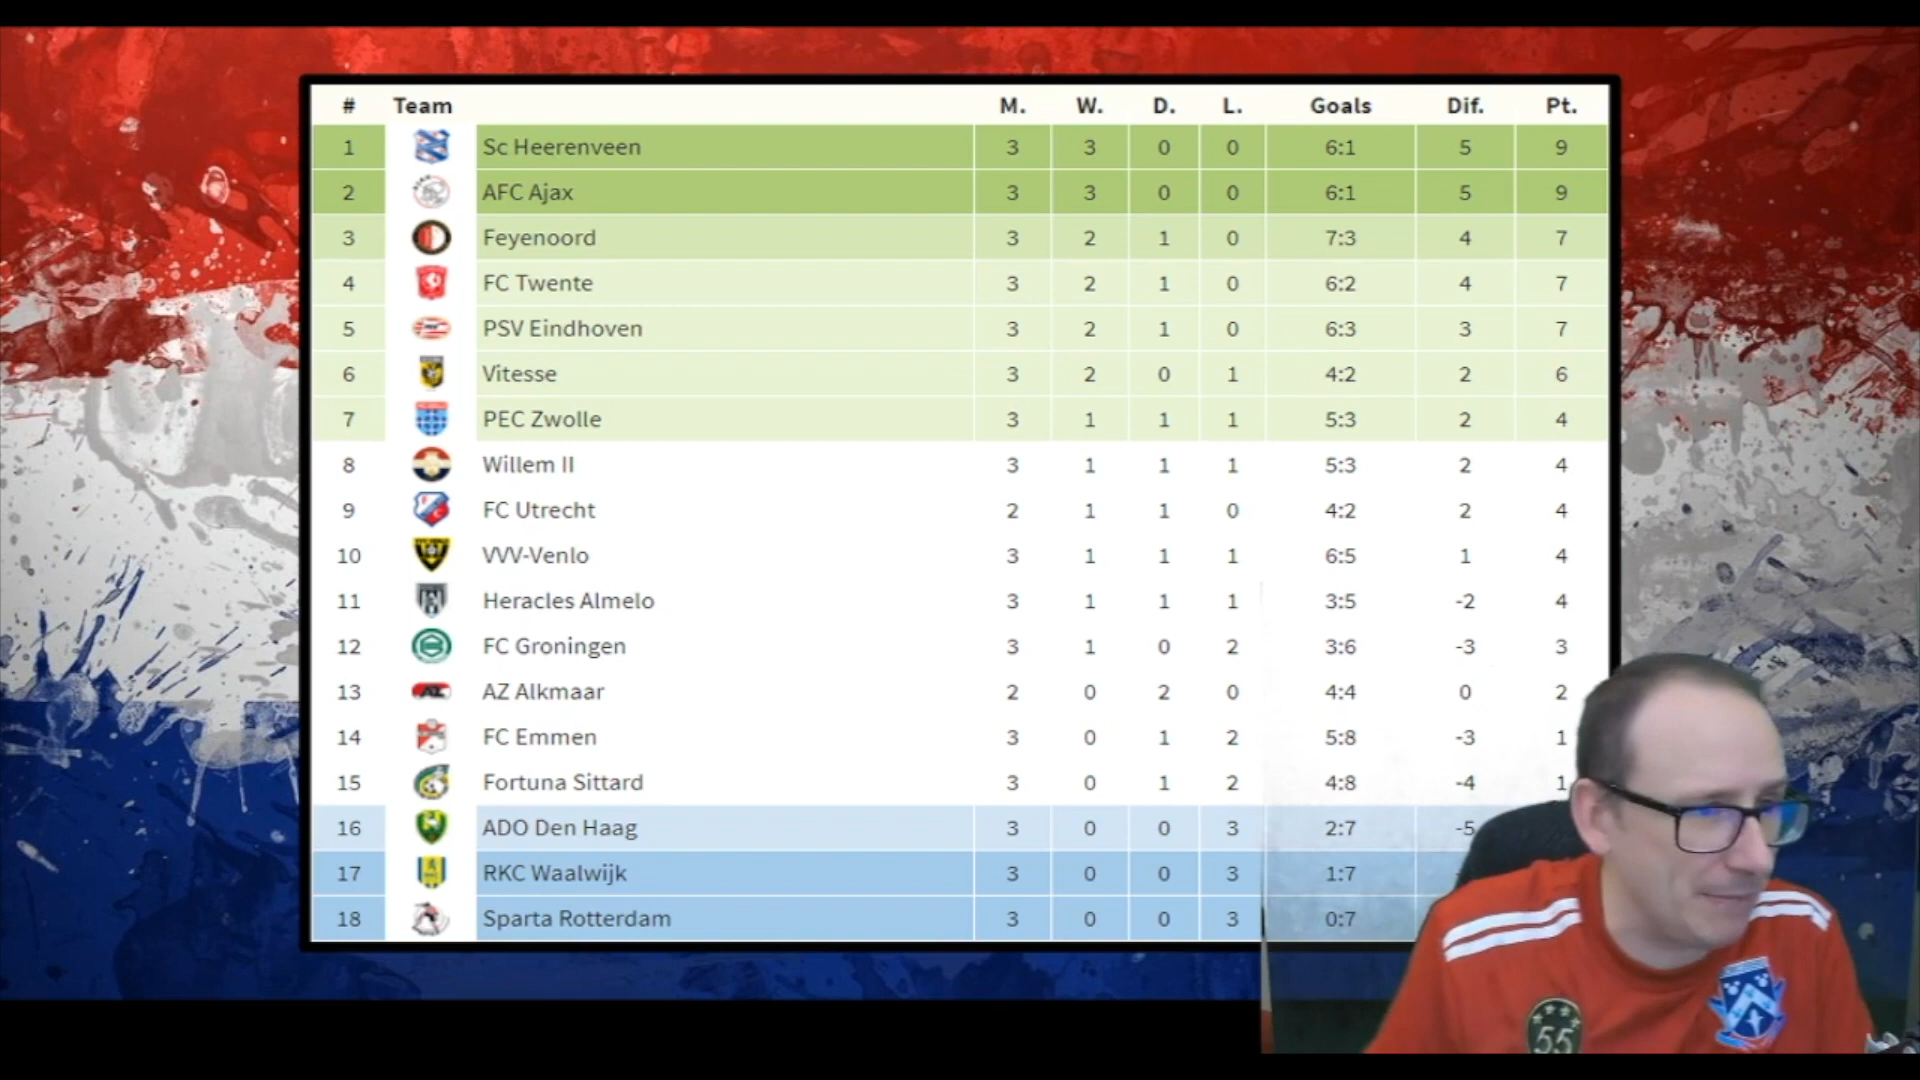 # Team M. W. D. L. Goals Dif. Pt.
1 Sc Heerenveen 3 3 0 0 6:1 5 9
2 AFC Ajax 3 3 0 0 6:1 5 9
3 Feyenoord 3 2 1 0 7:3 4 7
4 FC Twente 3 2 1 0 6:2 4 7
5 PSV Eindhoven 3 2 1 0 6:3 3 7
6 Vitesse 3 2 0 1 4:2 2 6
7 PEC Zwolle 3 1 1 1 5:3 2 4
8 Willem II 3 1 1 1 5:3 2 4
9 FC Utrecht 2 1 1 0 4:2 2 4
10 VVV-Venlo 3 1 1 1 6:5 1 4
11 Heracles Almelo 3 1 1 1 3:5 -2 4
12 FC Groningen 3 1 0 2 3:6 -3 3
13 AZ Alkmaar 2 0 2 0 4:4 0 2
14 FC Emmen 3 0 1 2 5:8 -3 1
15 Fortuna Sittard 3 0 1 2 4:8 -4 1
16 ADO Den Haag 3 0 0 3 2:7 -5
17 RKC Waalwijk 3 0 0 3 1:7
18 Sparta Rotterdam 3 0 0 3 0:7
55